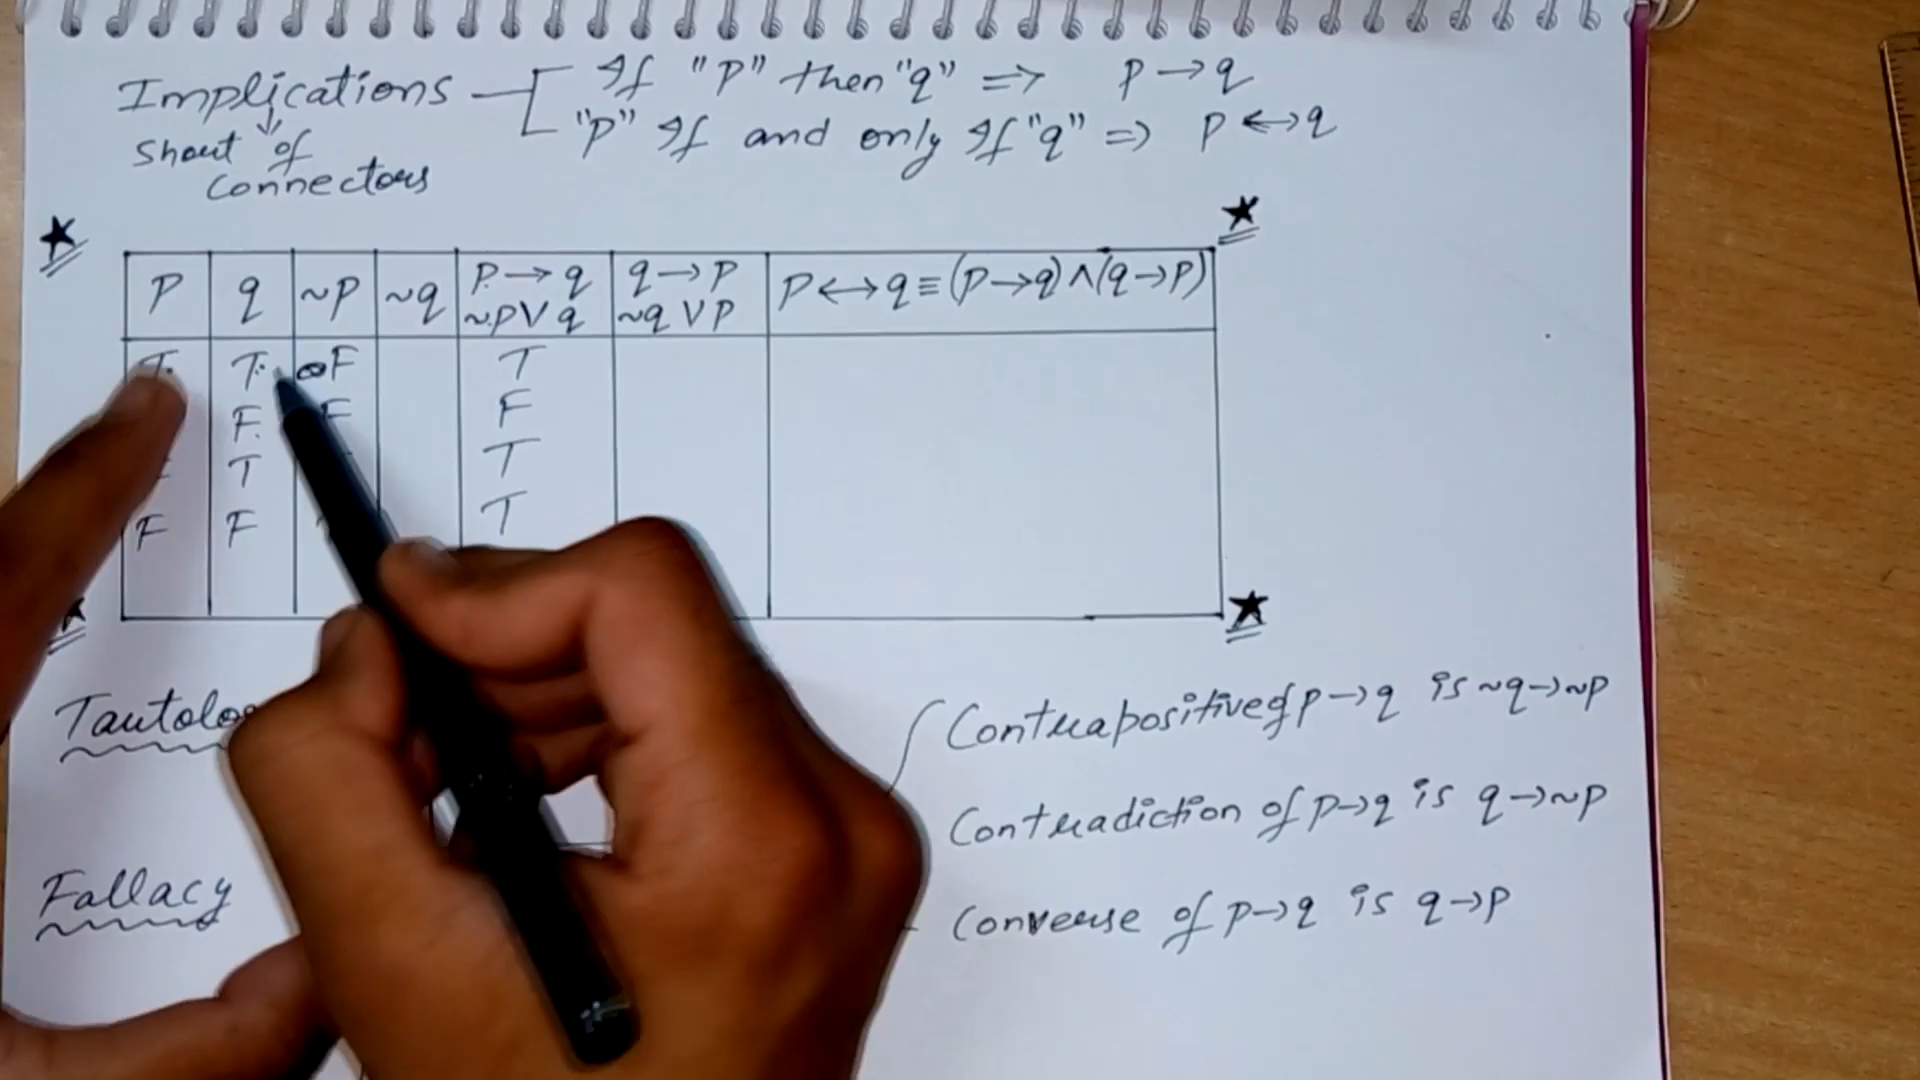 Implications If "P" then "q" => P → q
"P" If and only If "q" => P ↔ q
Short of
Connectors
P q ~P ~q P → q q → P P ↔ q ≡ (P → q) ∧ (q → P)
~P ∨ q ~q ∨ P
T T F T
F F F
T T
F F T
Contrapositive of P → q is ~q → ~P
Contradiction of P → q is q → ~P
Fallacy
Converse of P → q is q → P